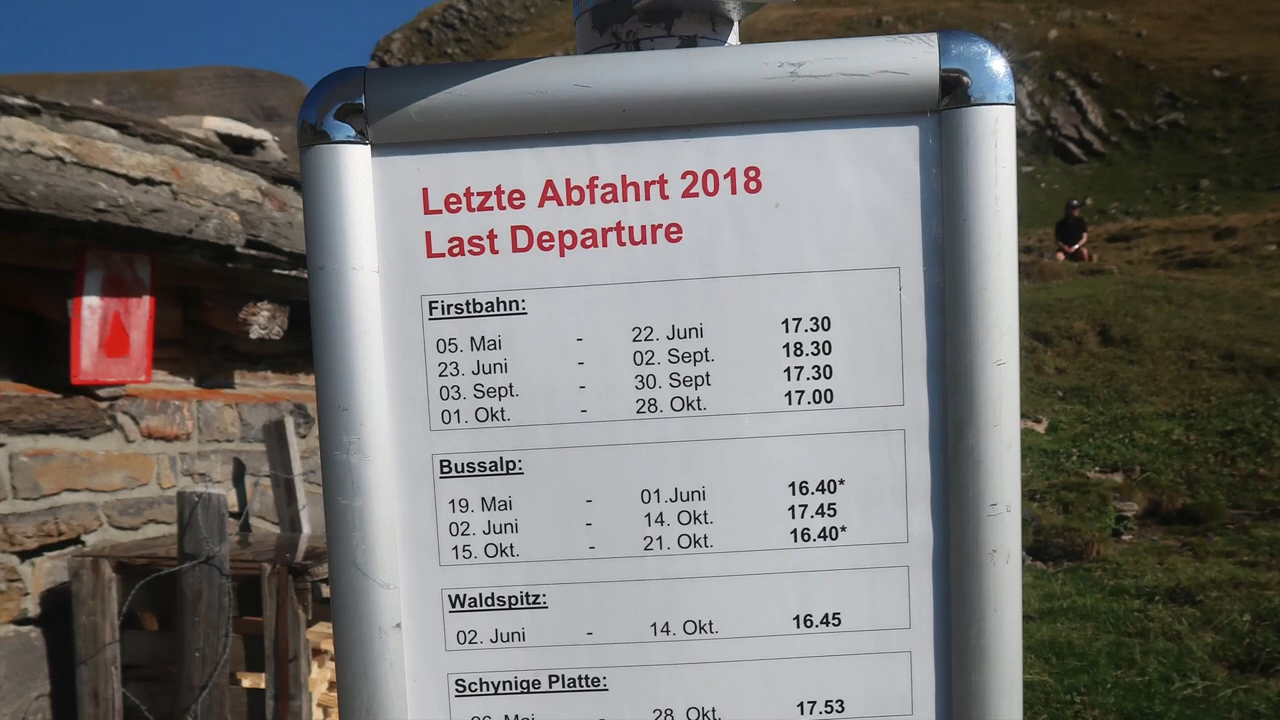 Letzte Abfahrt 2018
Last Departure
Firstbahn:
05. Mai - 22. Juni 17.30
23. Juni - 02. Sept. 18.30
03. Sept. - 30. Sept 17.30
01. Okt. - 28. Okt. 17.00
Bussalp:
19. Mai - 01.Juni 16.40*
02. Juni - 14. Okt. 17.45
15. Okt. - 21. Okt. 16.40*
Waldspitz:
02. Juni - 14. Okt. 16.45
Schynige Platte:
Mai - 28. Okt. 17.53